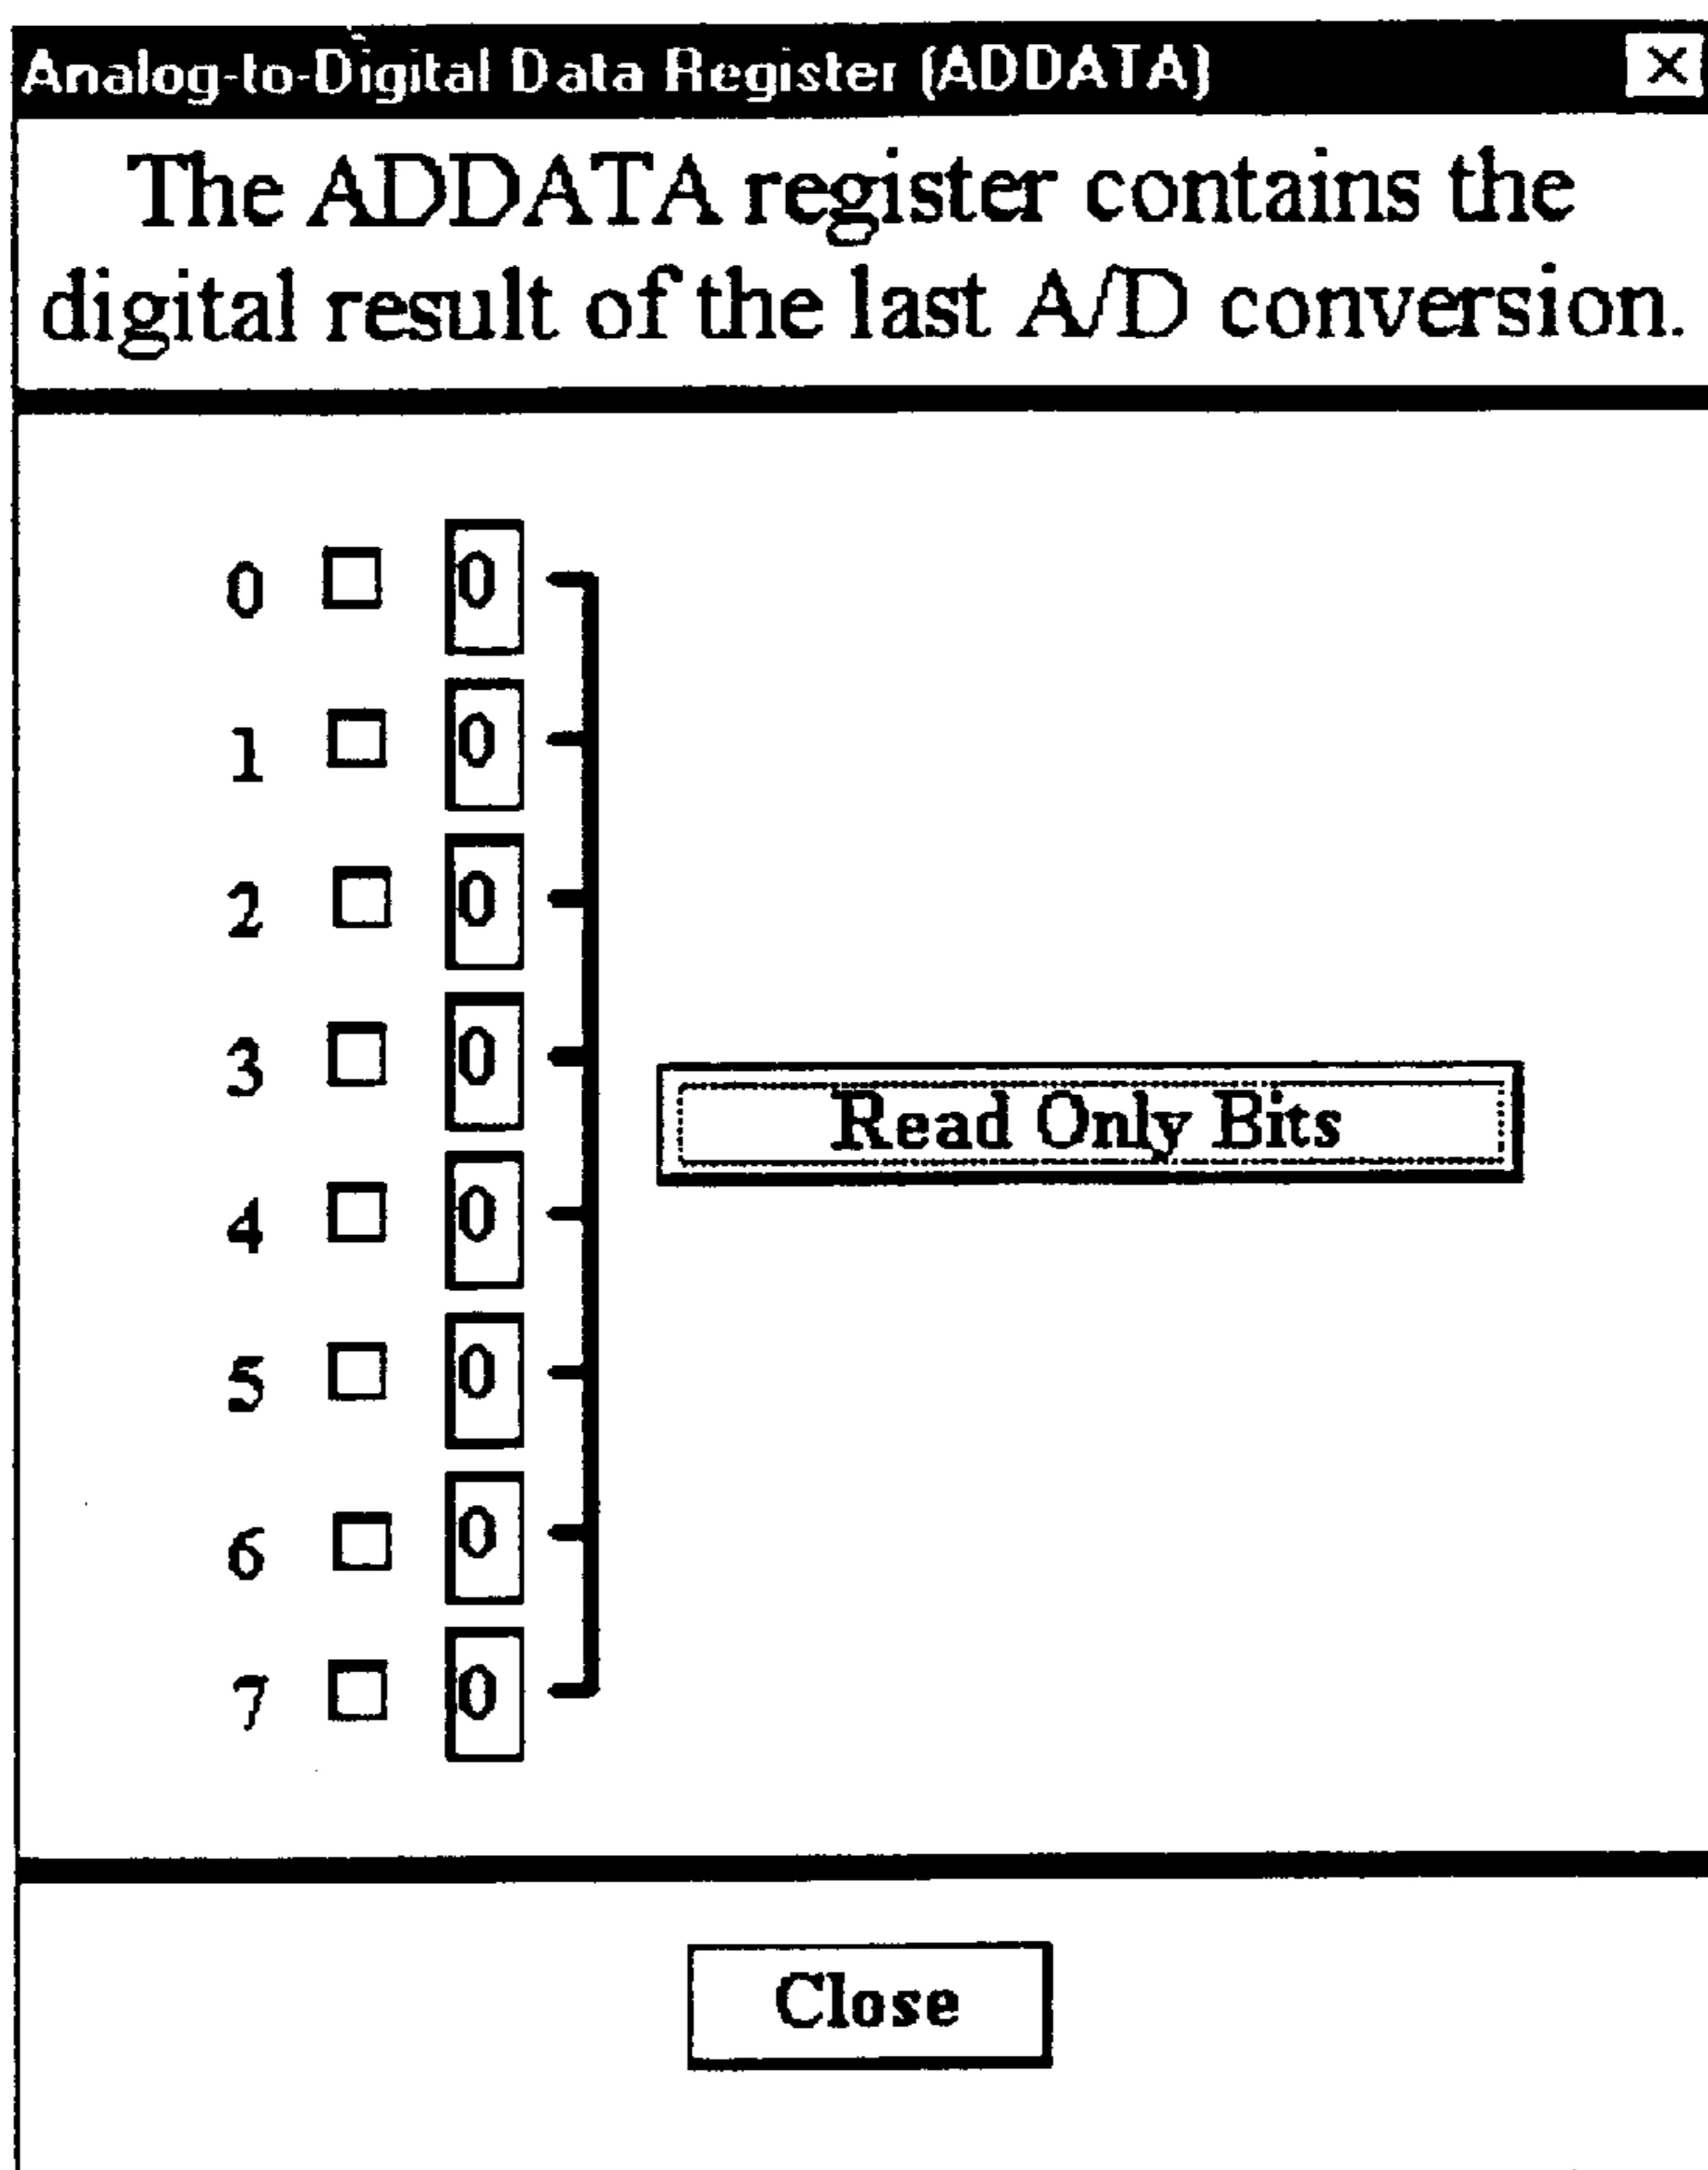 Analog-to-Digital Data Register (ADDATA) X
The ADDATA register contains the
digital result of the last A/D conversion.
0 0
1 0
2 0
3 0
Read Only Bits
4 0
5 0
6 0
7 0
Close